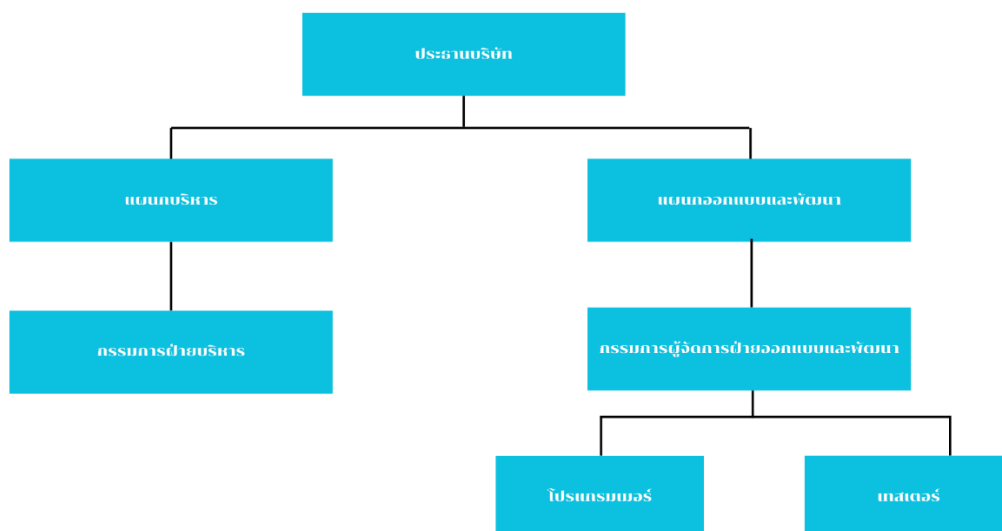 ประธานบริษัท
แผนกบริหาร
แผนกออกแบบและพัฒนา
กรรมการฝ่ายบริหาร
กรรมการผู้จัดการฝ่ายออกแบบและพัฒนา
โปรแกรมเมอร์
เทสเตอร์